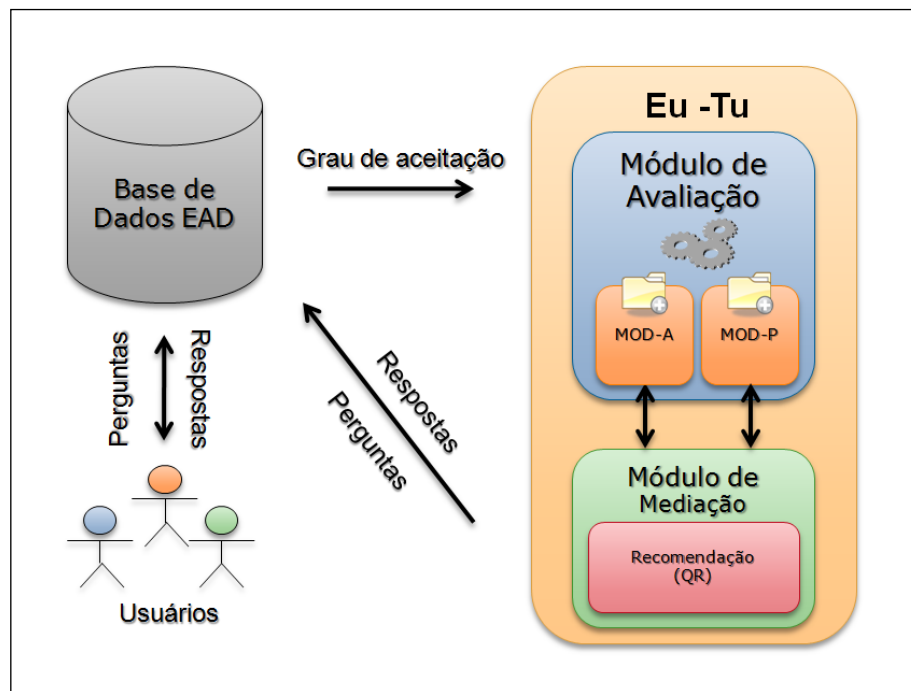 Base de
Dados EAD
Grau de aceitação
Perguntas
Respostas
Usuários
Respostas
Perguntas
Eu -Tu
Módulo de
Avaliação
MOD-A
MOD-P
Módulo de
Mediação
Recomendação
(QR)